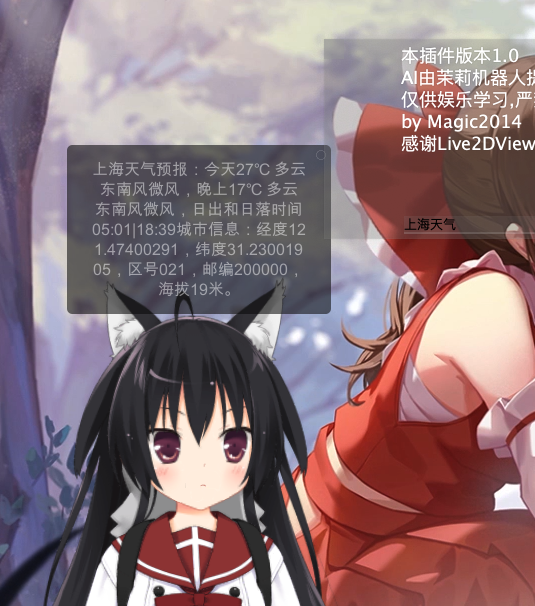 本插件版本1.0
AI由茉莉机器人提
仅供娱乐学习,严
by Magic2014
感谢Live2DView
上海天气预报：今天27℃ 多云
东南风微风，晚上17℃ 多云
东南风微风，日出和日落时间
05:01|18:39城市信息：经度12
1.47400291，纬度31.230019
05，区号021，邮编200000，
海拔19米。
上海天气